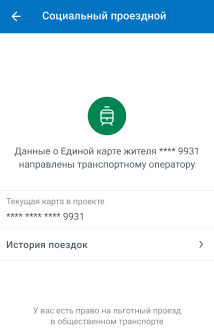 Социальный проездной
Данные о Единой карте жителя **** 9931
направлены транспортному оператору
Текущая карта в проекте
**** **** **** 9931
История поездок
У вас есть право на льготный проезд
в общественном транспорте